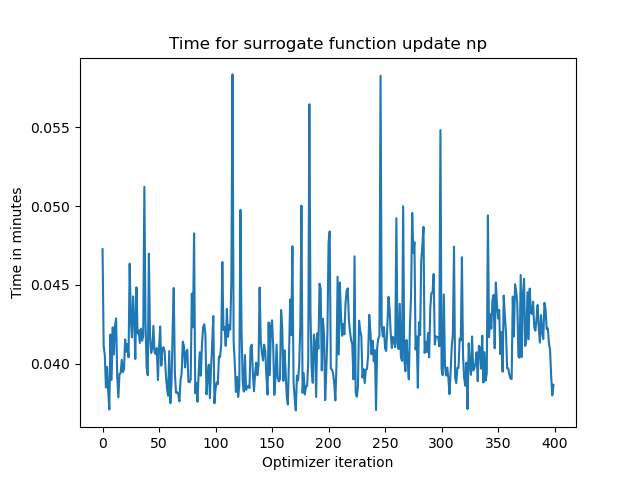 Time for surrogate function update np
0.055
0.050
0.045
0.040
Time in minutes
0 50 100 150 200 250 300 350 400
Optimizer iteration